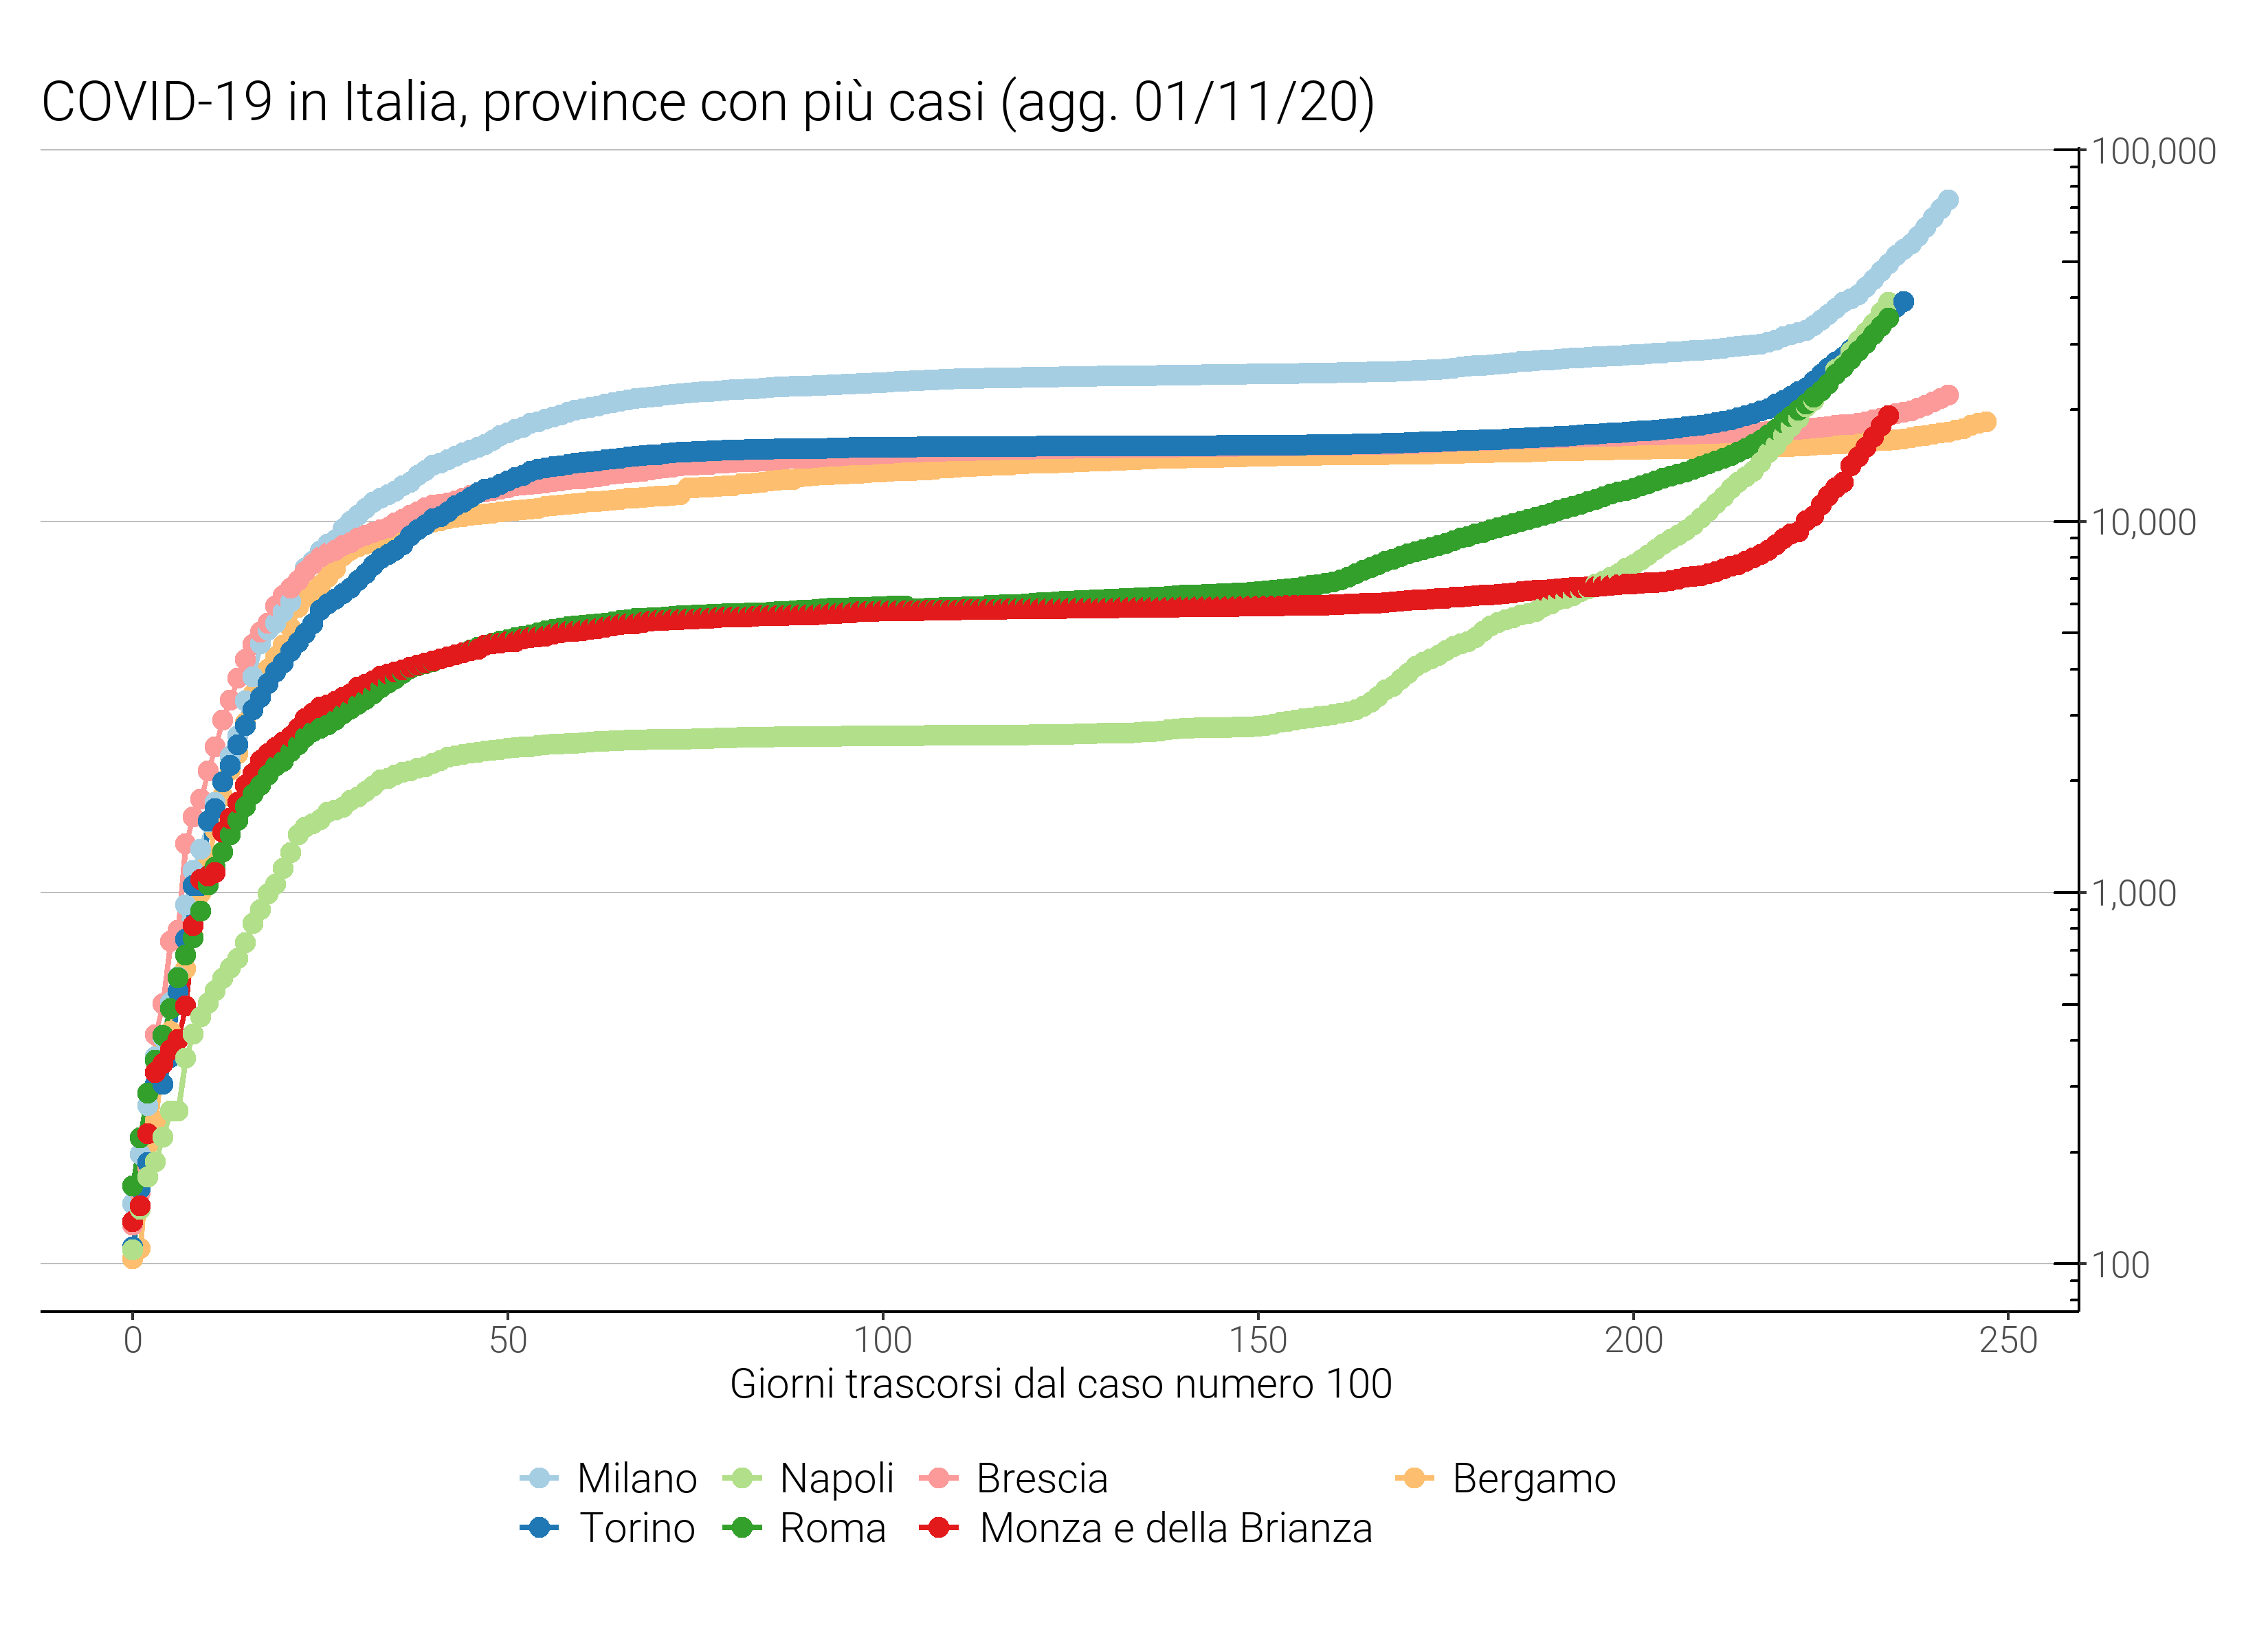 COVID-19 in Italia, province con più casi (agg. 01/11/20)
100,000
10,000
1,000
100
0 50 100 150 200 250
Giorni trascorsi dal caso numero 100
Milano Napoli Brescia Bergamo
Torino Roma Monza e della Brianza